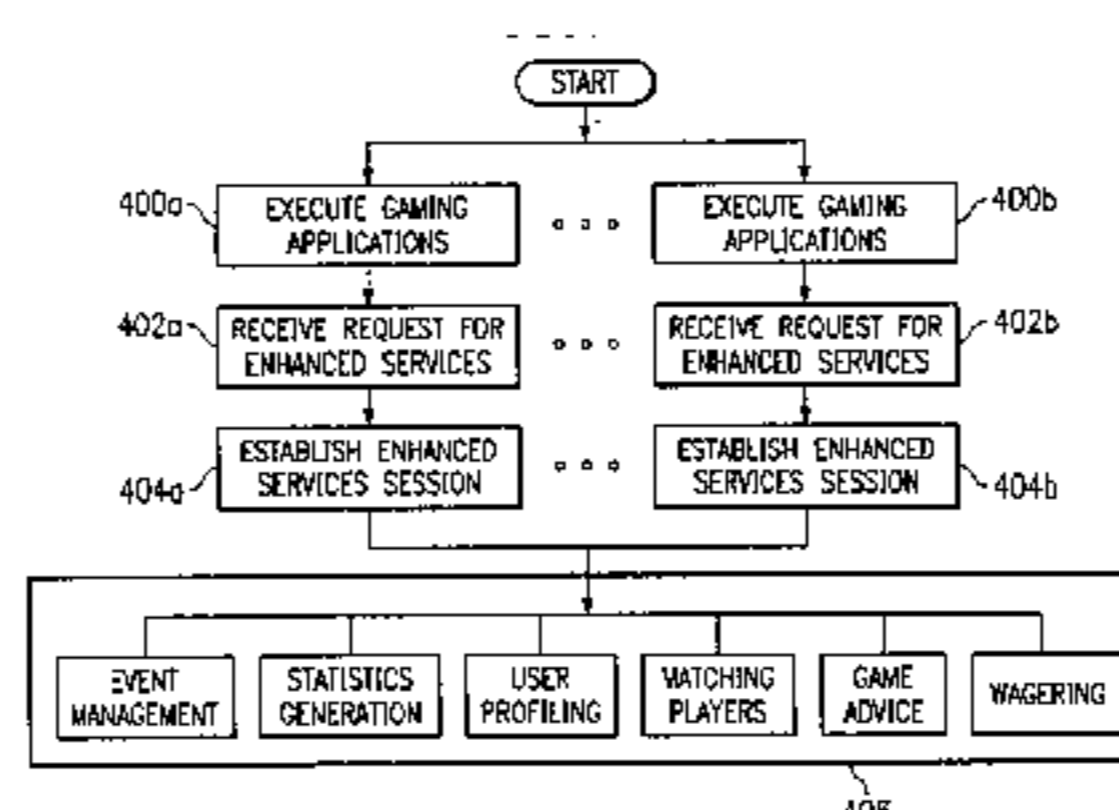 START
400a
EXECUTE GAMING
APPLICATIONS
EXECUTE GAMING
APPLICATIONS
400b
402a
RECEIVE REQUEST FOR
ENHANCED SERVICES
RECEIVE REQUEST FOR
ENHANCED SERVICES
402b
404a
ESTABLISH ENHANCED
SERVICES SESSION
ESTABLISH ENHANCED
SERVICES SESSION
404b
EVENT
MANAGEMENT
STATISTICS
GENERATION
USER
PROFILING
MATCHING
PLAYERS
GAME
ADVICE
WAGERING